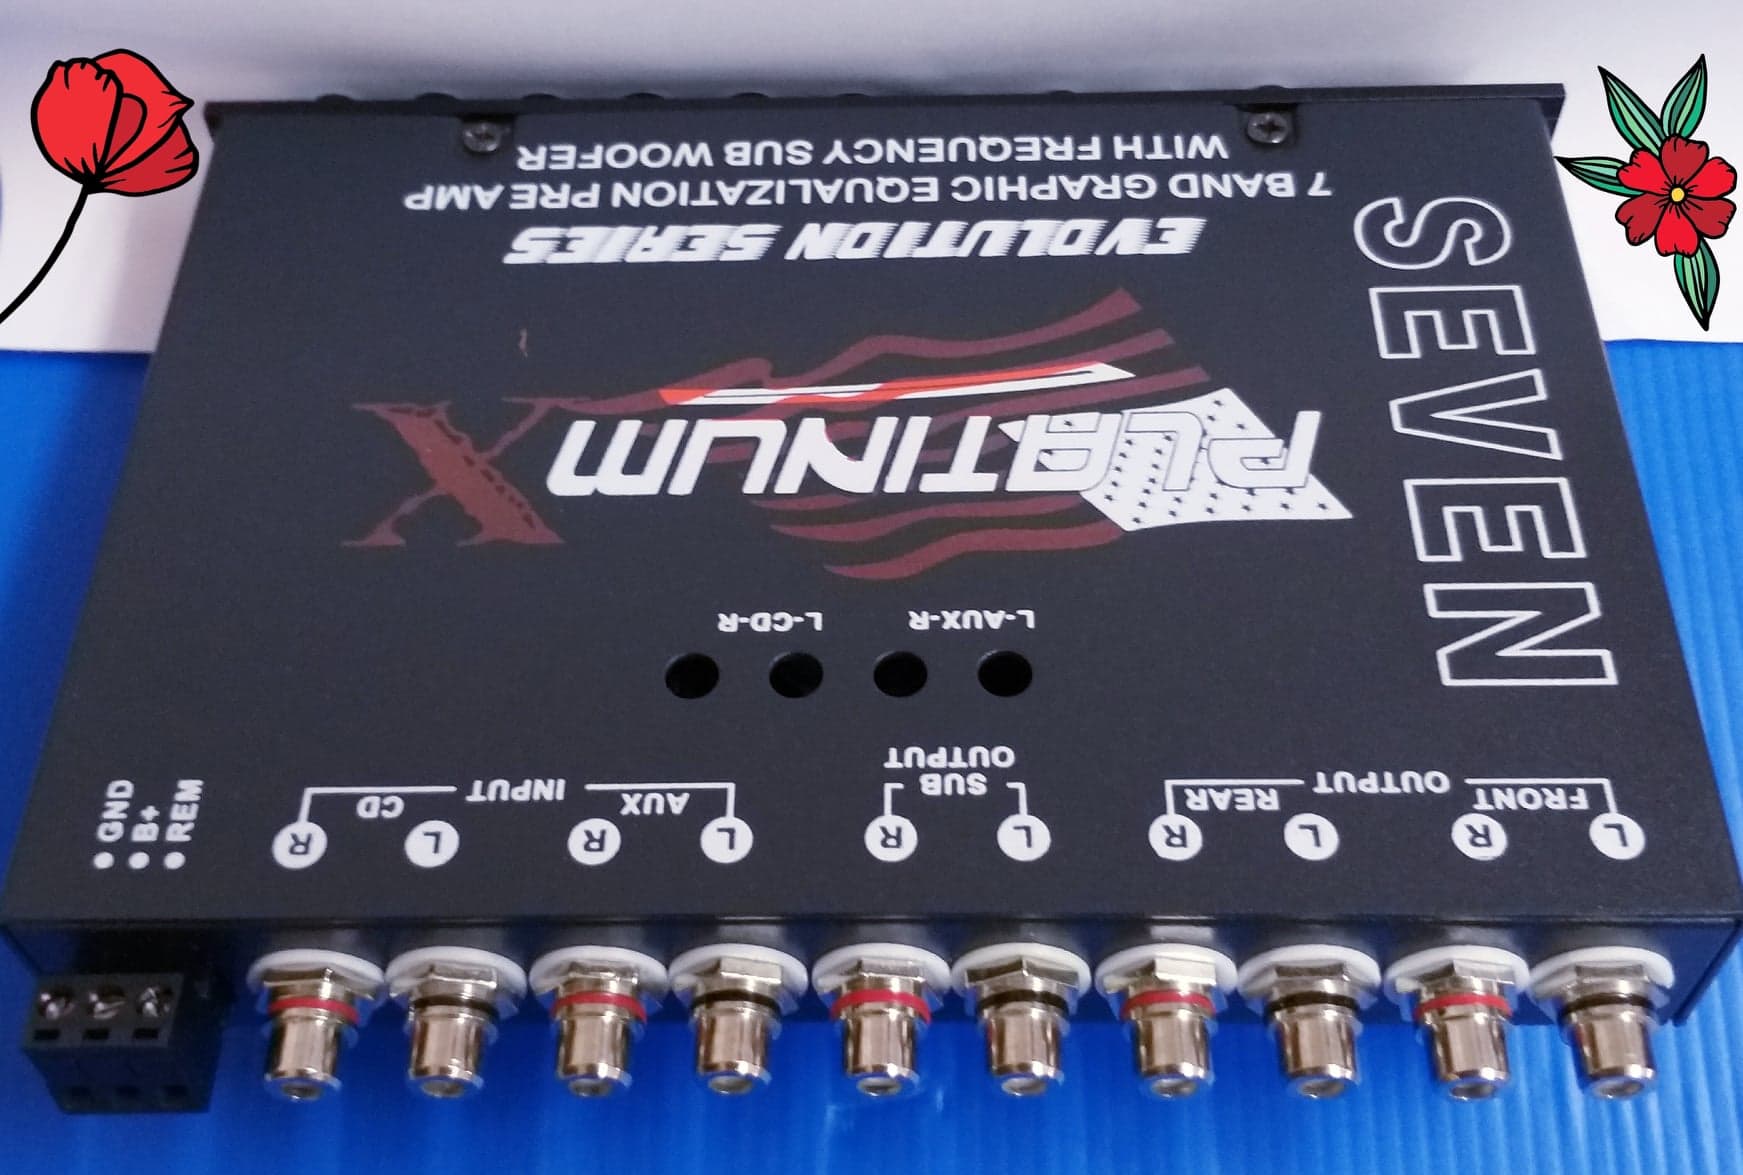 WITH FREQUENCY SUB WOOFER
7 BAND GRAPHIC EQUALIZATION PRE AMP
EVOLUTION SERIES
PLATINUM X
SEVEN
L-AUX-R L-CD-R
SUB
OUTPUT
FRONT OUTPUT REAR
AUX INPUT CD
L R L R L R L R L R
GND
B+
REM